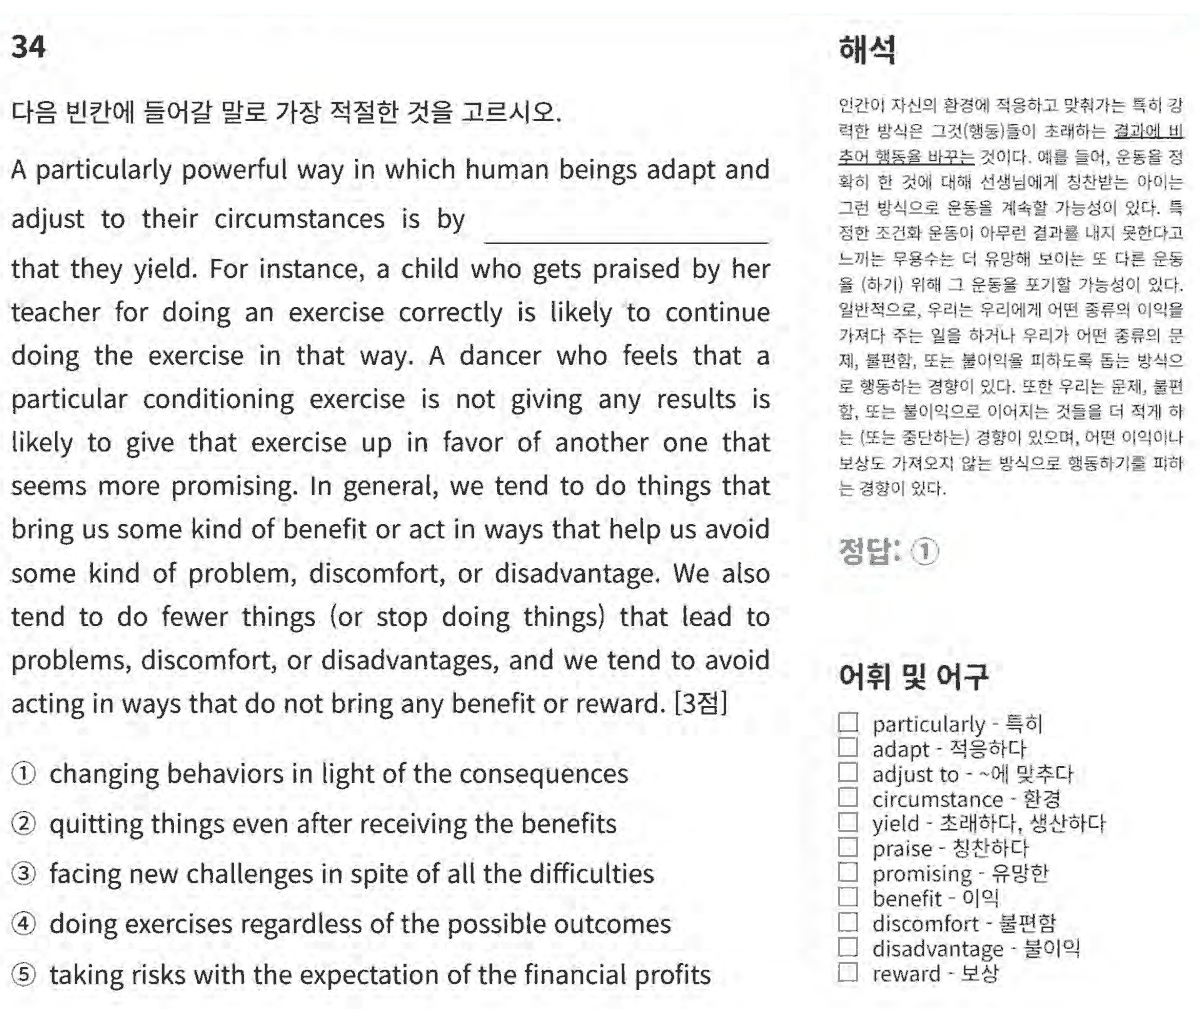 34
다음 빈칸에 들어갈 말로 가장 적절한 것을 고르시오.
A particularly powerful way in which human beings adapt and
adjust to their circumstances is by ____________________
that they yield. For instance, a child who gets praised by her
teacher for doing an exercise correctly is likely to continue
doing the exercise in that way. A dancer who feels that a
particular conditioning exercise is not giving any results is
likely to give that exercise up in favor of another one that
seems more promising. In general, we tend to do things that
bring us some kind of benefit or act in ways that help us avoid
some kind of problem, discomfort, or disadvantage. We also
tend to do fewer things (or stop doing things) that lead to
problems, discomfort, or disadvantages, and we tend to avoid
acting in ways that do not bring any benefit or reward. [3점]
① changing behaviors in light of the consequences
② quitting things even after receiving the benefits
③ facing new challenges in spite of all the difficulties
④ doing exercises regardless of the possible outcomes
⑤ taking risks with the expectation of the financial profits
해석
인간이 자신의 환경에 적응하고 맞춰가는 특히 강
력한 방식은 그것(행동)들이 초래하는 결과에 비
추어 행동을 바꾸는 것이다. 예를 들어, 운동을 정
확히 한 것에 대해 선생님에게 칭찬받는 아이는
그런 방식으로 운동을 계속할 가능성이 있다. 특
정한 조건화 운동이 아무런 결과를 내지 못한다고
느끼는 무용수는 더 유망해 보이는 또 다른 운동
을 (하기) 위해 그 운동을 포기할 가능성이 있다.
일반적으로, 우리는 우리에게 어떤 종류의 이익을
가져다 주는 일을 하거나 우리가 어떤 종류의 문
제, 불편함, 또는 불이익을 피하도록 돕는 방식으
로 행동하는 경향이 있다. 또한 우리는 문제, 불편
함, 또는 불이익으로 이어지는 것들을 더 적게 하
는 (또는 중단하는) 경향이 있으며, 어떤 이익이나
보상도 가져오지 않는 방식으로 행동하기를 피하
는 경향이 있다.
정답: ①
어휘 및 어구
□ particularly - 특히
□ adapt - 적응하다
□ adjust to - ~에 맞추다
□ circumstance - 환경
□ yield - 초래하다, 생산하다
□ praise - 칭찬하다
□ promising - 유망한
□ benefit - 이익
□ discomfort - 불편함
□ disadvantage - 불이익
□ reward - 보상